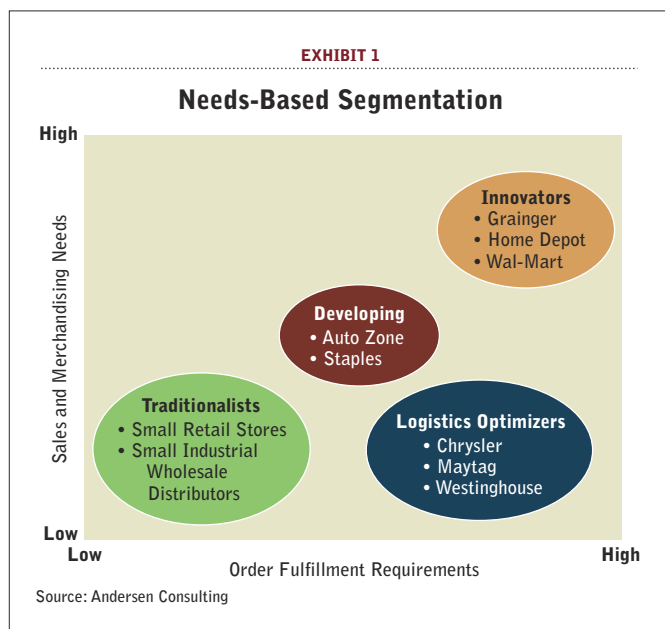 EXHIBIT 1
Needs-Based Segmentation
High
Sales and Merchandising Needs
Innovators
• Grainger
• Home Depot
• Wal-Mart
Developing
• Auto Zone
• Staples
Traditionalists
• Small Retail Stores
• Small Industrial
Wholesale
Distributors
Logistics Optimizers
• Chrysler
• Maytag
• Westinghouse
Low
Low
Order Fulfillment Requirements
High
Source: Andersen Consulting